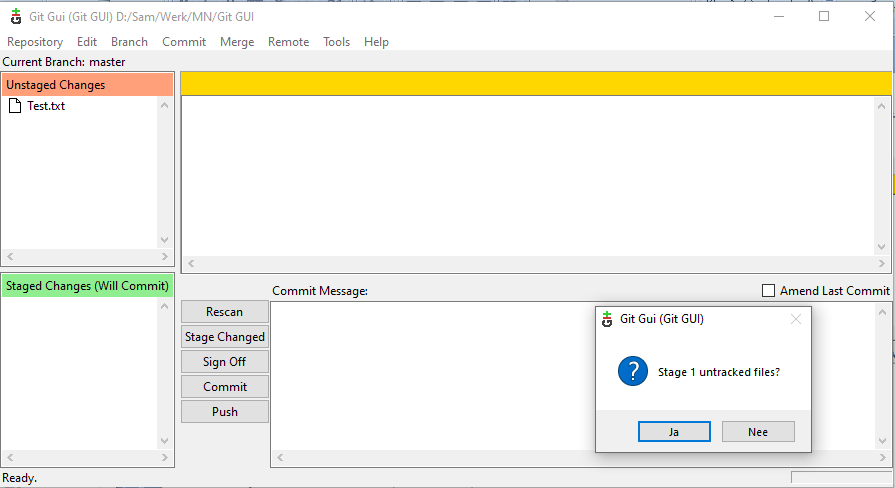 Git Gui (Git GUI) D:/Sam/Werk/MN/Git GUI
Repository Edit Branch Commit Merge Remote Tools Help
Current Branch: master
Unstaged Changes
Test.txt
Staged Changes (Will Commit)
Commit Message:
Amend Last Commit
Rescan
Stage Changed
Sign Off
Commit
Push
Git Gui (Git GUI)
Stage 1 untracked files?
Ja
Nee
Ready.